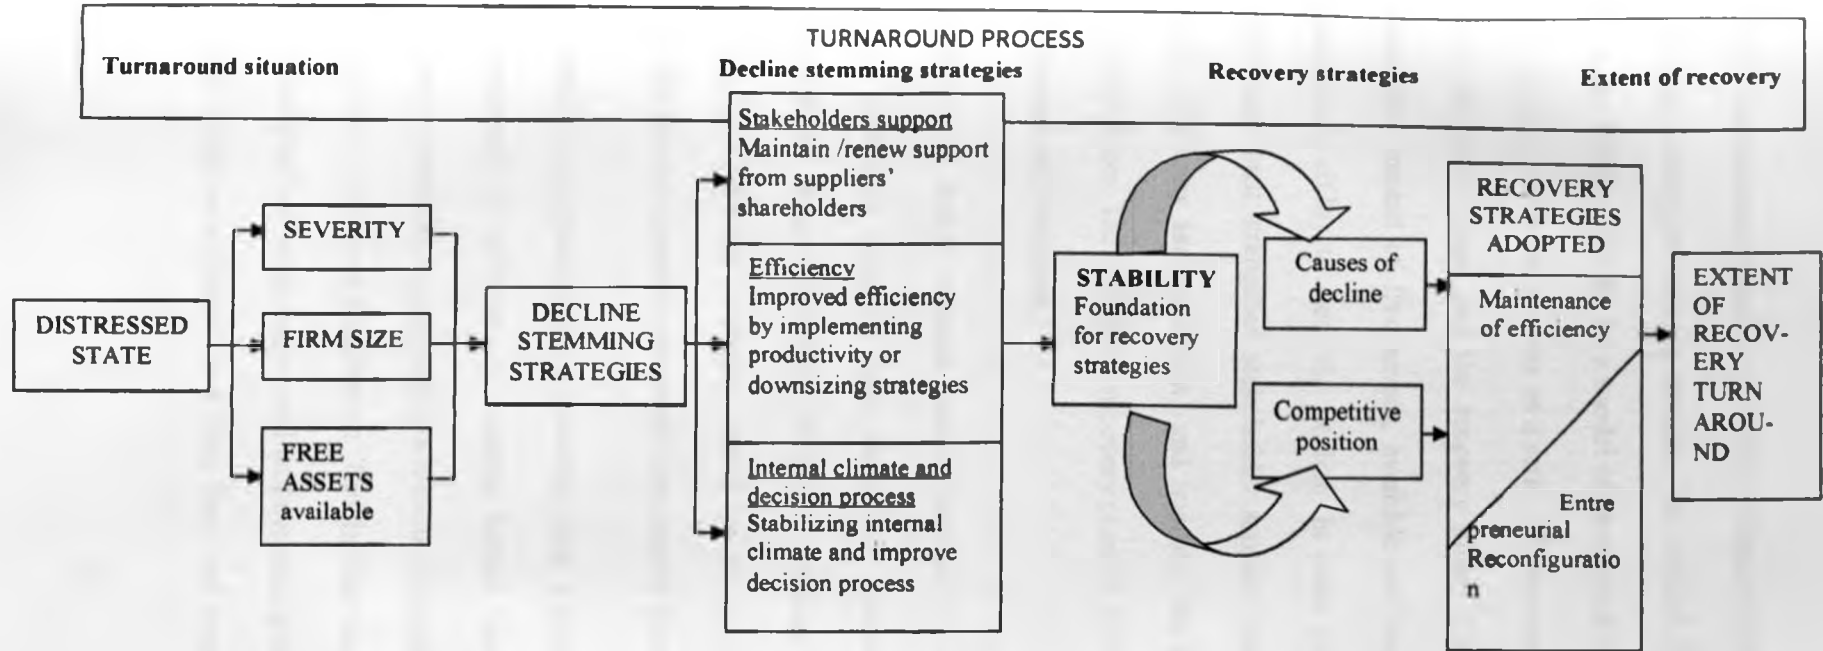 TURNAROUND PROCESS
Turnaround situation
Decline stemming strategies
Recovery strategies
Extent of recovery
DISTRESSED
STATE
SEVERITY
FIRM SIZE
FREE
ASSETS
available
DECLINE
STEMMING
STRATEGIES
Stakeholders support
Maintain /renew support
from suppliers'
shareholders
Efficiency
Improved efficiency
by implementing
productivity or
downsizing strategies
Internal climate and
decision process
Stabilizing internal
climate and improve
decision process
STABILITY
Foundation
for recovery
strategies
Causes of
decline
Competitive
position
RECOVERY
STRATEGIES
ADOPTED
Maintenance
of efficiency
Entre
preneurial
Reconfiguratio
n
EXTENT
OF
RECOV-
ERY
TURN
AROU-
ND